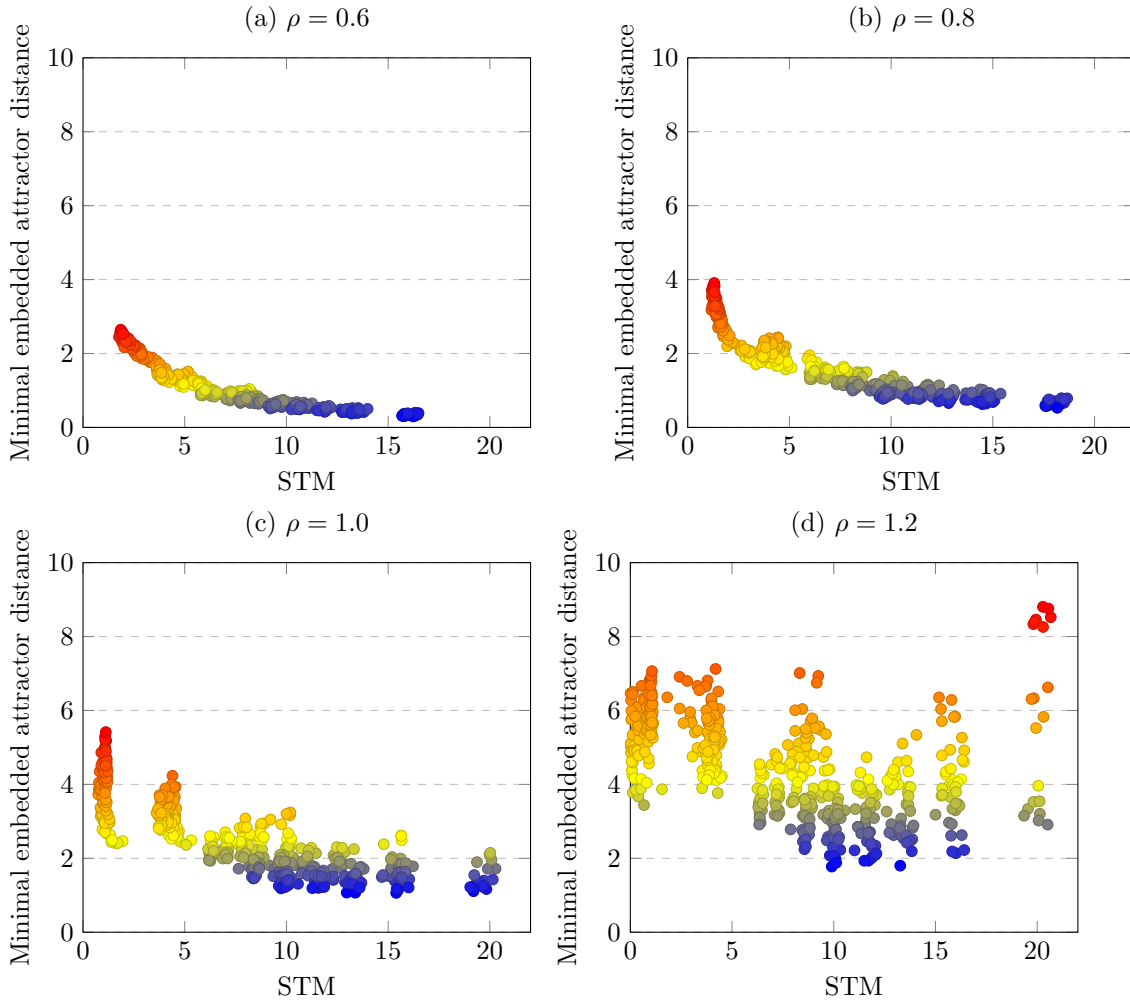 (a) ρ = 0.6
Minimal embedded attractor distance
10
8
6
4
2
0
0 5 10 15 20
STM
(b) ρ = 0.8
Minimal embedded attractor distance
10
8
6
4
2
0
0 5 10 15 20
STM
(c) ρ = 1.0
Minimal embedded attractor distance
10
8
6
4
2
0
0 5 10 15 20
STM
(d) ρ = 1.2
Minimal embedded attractor distance
10
8
6
4
2
0
0 5 10 15 20
STM